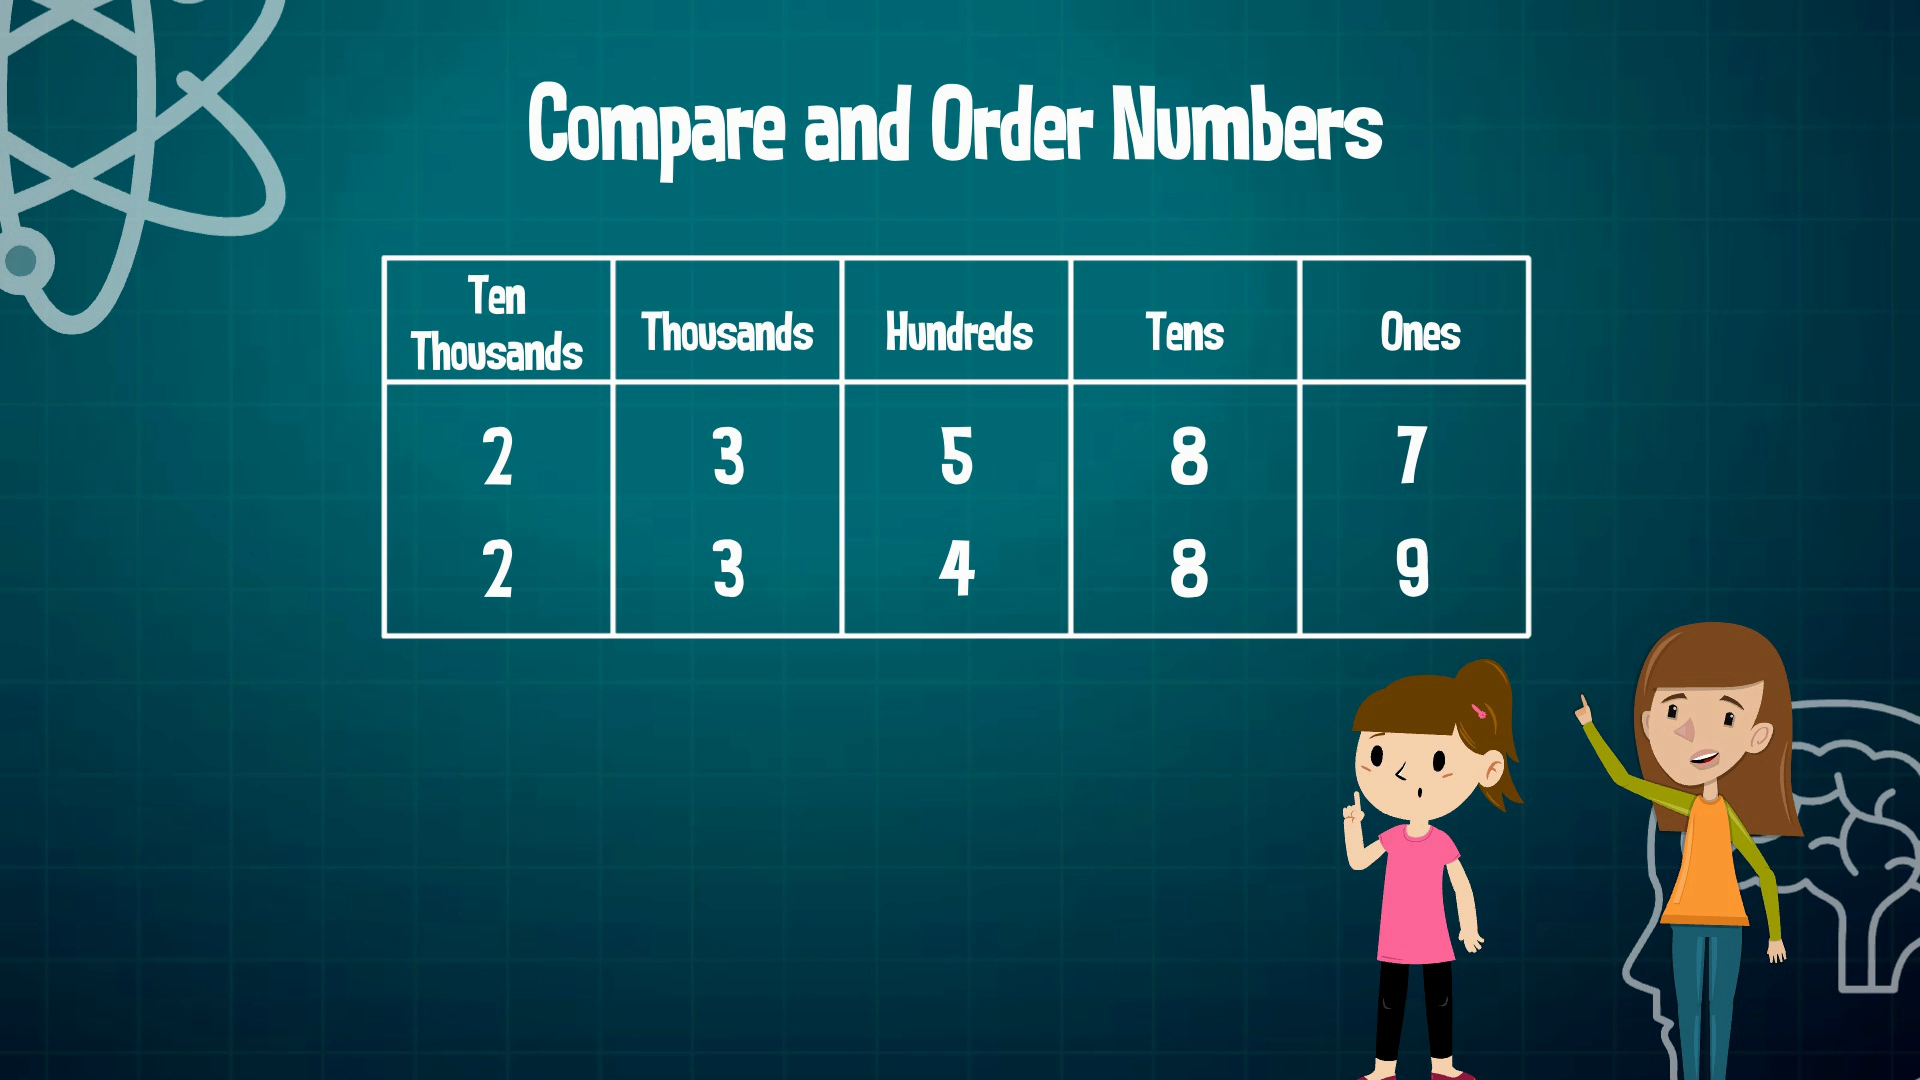 Compare and Order Numbers
Ten Thousands Thousands Hundreds Tens Ones
2 3 5 8 7
2 3 4 8 9